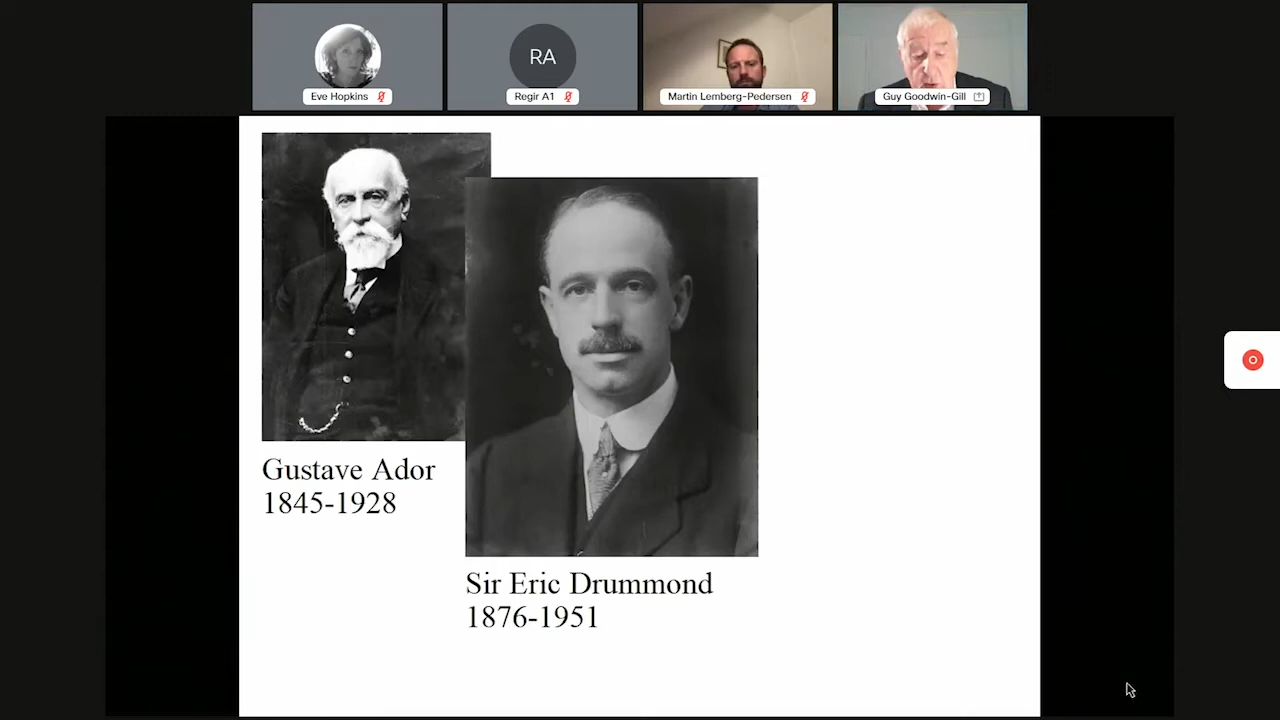 Eve Hopkins
RA
Regir A1
Martin Lemberg-Pedersen
Guy Goodwin-Gill
Gustave Ador
1845-1928
Sir Eric Drummond
1876-1951